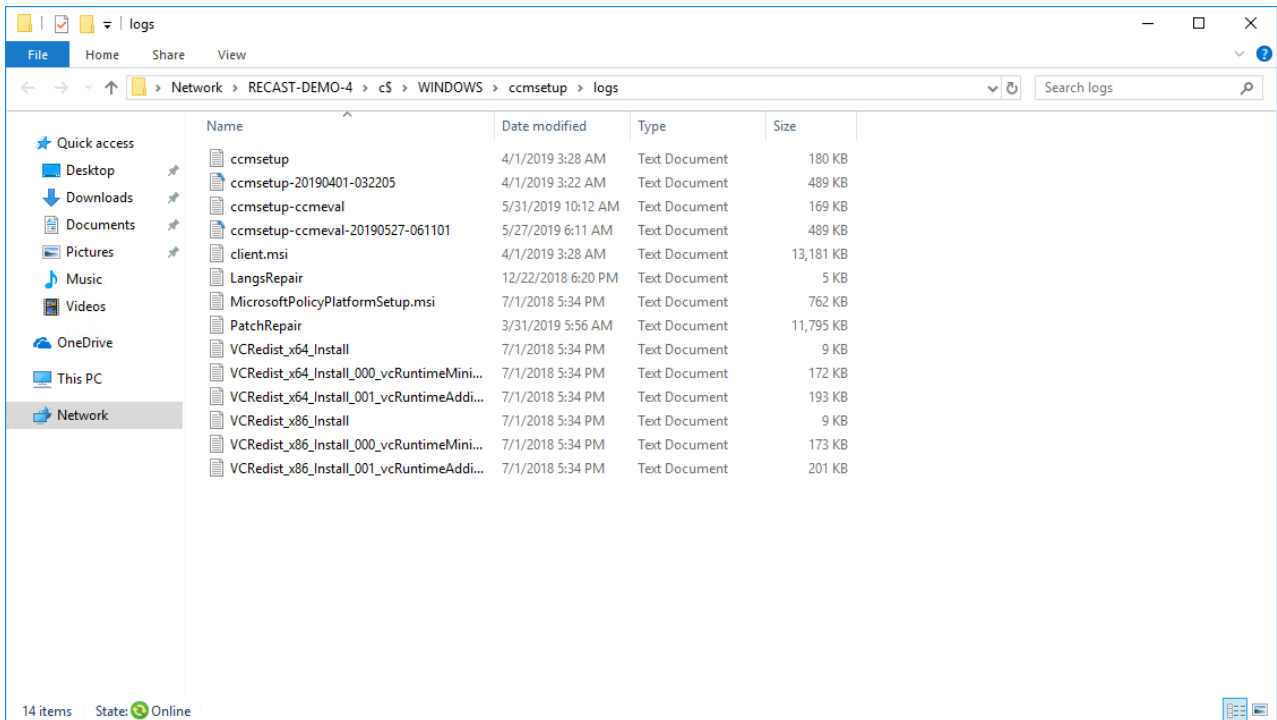 logs
File Home Share View
Network > RECAST-DEMO-4 > c$ > WINDOWS > ccmsetup > logs
Search logs
Quick access
Desktop
Downloads
Documents
Pictures
Music
Videos
OneDrive
This PC
Network
Name Date modified Type Size
ccmsetup 4/1/2019 3:28 AM Text Document 180 KB
ccmsetup-20190401-032205 4/1/2019 3:22 AM Text Document 489 KB
ccmsetup-ccmeval 5/31/2019 10:12 AM Text Document 169 KB
ccmsetup-ccmeval-20190527-061101 5/27/2019 6:11 AM Text Document 489 KB
client.msi 4/1/2019 3:28 AM Text Document 13,181 KB
LangsRepair 12/22/2018 6:20 PM Text Document 5 KB
MicrosoftPolicyPlatformSetup.msi 7/1/2018 5:34 PM Text Document 762 KB
PatchRepair 3/31/2019 5:56 AM Text Document 11,795 KB
VCRedist_x64_Install 7/1/2018 5:34 PM Text Document 9 KB
VCRedist_x64_Install_000_vcRuntimeMini... 7/1/2018 5:34 PM Text Document 172 KB
VCRedist_x64_Install_001_vcRuntimeAddi... 7/1/2018 5:34 PM Text Document 193 KB
VCRedist_x86_Install 7/1/2018 5:34 PM Text Document 9 KB
VCRedist_x86_Install_000_vcRuntimeMini... 7/1/2018 5:34 PM Text Document 173 KB
VCRedist_x86_Install_001_vcRuntimeAddi... 7/1/2018 5:34 PM Text Document 201 KB
14 items State: Online